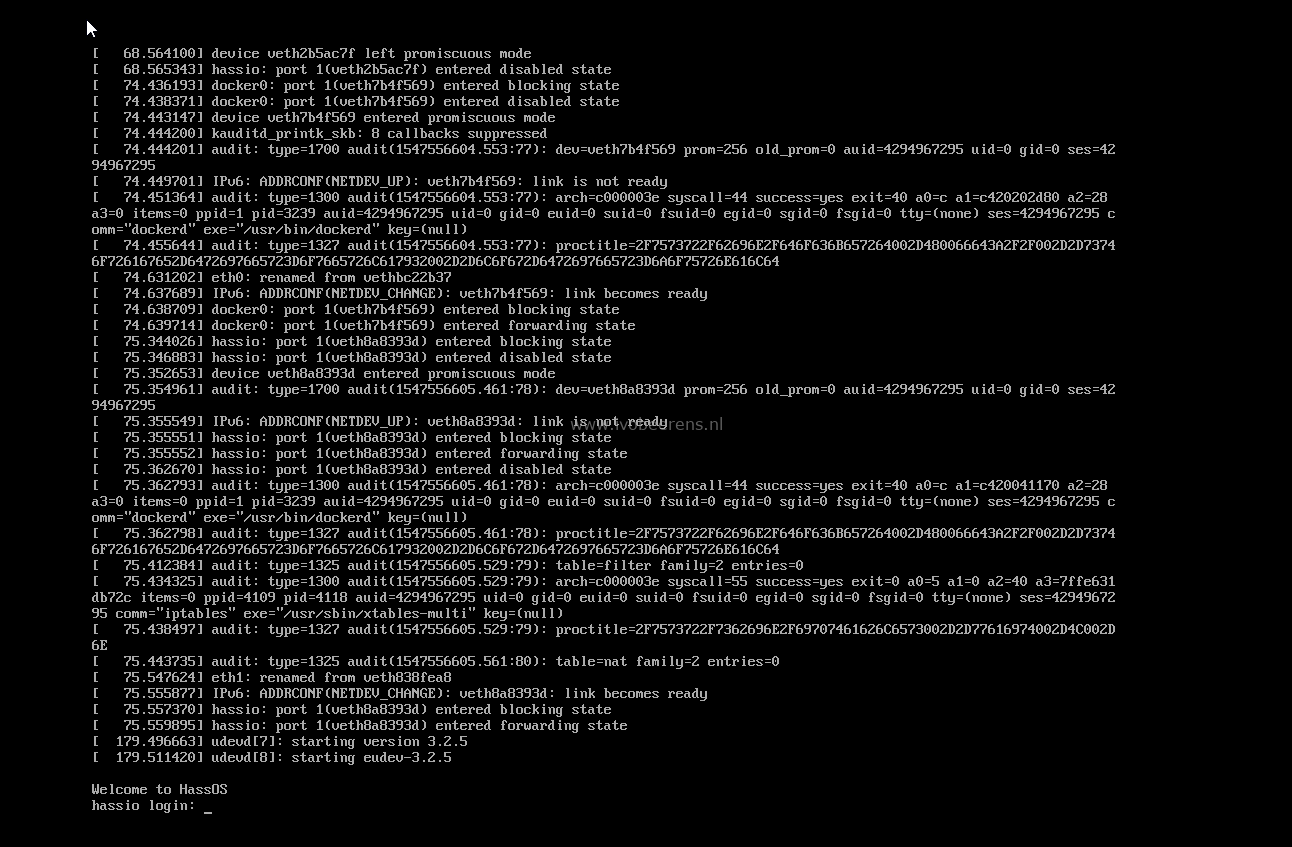 [   68.564100] device veth2b5ac7f left promiscuous mode
[   68.565343] hassio: port 1(veth2b5ac7f) entered disabled state
[   74.436193] docker0: port 1(veth7b4f569) entered blocking state
[   74.438371] docker0: port 1(veth7b4f569) entered disabled state
[   74.443147] device veth7b4f569 entered promiscuous mode
[   74.444200] kauditd_printk_skb: 8 callbacks suppressed
[   74.444201] audit: type=1700 audit(1547556604.553:77): dev=veth7b4f569 prom=256 old_prom=0 auid=4294967295 uid=0 gid=0 ses=42
94967295
[   74.449701] IPv6: ADDRCONF(NETDEV_UP): veth7b4f569: link is not ready
[   74.451364] audit: type=1300 audit(1547556604.553:77): arch=c000003e syscall=44 success=yes exit=40 a0=c a1=c420202d80 a2=28
a3=0 items=0 ppid=1 pid=3239 auid=4294967295 uid=0 gid=0 euid=0 suid=0 fsuid=0 egid=0 sgid=0 fsgid=0 tty=(none) ses=4294967295 c
omm="dockerd" exe="/usr/bin/dockerd" key=(null)
[   74.455644] audit: type=1327 audit(1547556604.553:77): proctitle=2F7573722F62696E2F646F636B657264002D480066643A2F2F002D2D7374
6F726167652D6472697665723D6F7665726C617932002D2D6C6F672D6472697665723D6A6F75726E616C64
[   74.631202] eth0: renamed from vethbc22b37
[   74.637689] IPv6: ADDRCONF(NETDEV_CHANGE): veth7b4f569: link becomes ready
[   74.638709] docker0: port 1(veth7b4f569) entered blocking state
[   74.639714] docker0: port 1(veth7b4f569) entered forwarding state
[   75.344026] hassio: port 1(veth8a8393d) entered blocking state
[   75.346883] hassio: port 1(veth8a8393d) entered disabled state
[   75.352653] device veth8a8393d entered promiscuous mode
[   75.354961] audit: type=1700 audit(1547556605.461:78): dev=veth8a8393d prom=256 old_prom=0 auid=4294967295 uid=0 gid=0 ses=42
94967295
[   75.355549] IPv6: ADDRCONF(NETDEV_UP): veth8a8393d: link is not ready
www.ivobeerens.nl
[   75.355551] hassio: port 1(veth8a8393d) entered blocking state
[   75.355552] hassio: port 1(veth8a8393d) entered forwarding state
[   75.362670] hassio: port 1(veth8a8393d) entered disabled state
[   75.362793] audit: type=1300 audit(1547556605.461:78): arch=c000003e syscall=44 success=yes exit=40 a0=c a1=c420041170 a2=28
a3=0 items=0 ppid=1 pid=3239 auid=4294967295 uid=0 gid=0 euid=0 suid=0 fsuid=0 egid=0 sgid=0 fsgid=0 tty=(none) ses=4294967295 c
omm="dockerd" exe="/usr/bin/dockerd" key=(null)
[   75.362798] audit: type=1327 audit(1547556605.461:78): proctitle=2F7573722F62696E2F646F636B657264002D480066643A2F2F002D2D7374
6F726167652D6472697665723D6F7665726C617932002D2D6C6F672D6472697665723D6A6F75726E616C64
[   75.412384] audit: type=1325 audit(1547556605.529:79): table=filter family=2 entries=0
[   75.434325] audit: type=1300 audit(1547556605.529:79): arch=c000003e syscall=55 success=yes exit=0 a0=5 a1=0 a2=40 a3=7ffe631
db72c items=0 ppid=4109 pid=4118 auid=4294967295 uid=0 gid=0 euid=0 suid=0 fsuid=0 egid=0 sgid=0 fsgid=0 tty=(none) ses=42949672
95 comm="iptables" exe="/usr/sbin/xtables-multi" key=(null)
[   75.438497] audit: type=1327 audit(1547556605.529:79): proctitle=2F7573722F7362696E2F69707461626C6573002D2D77616974002D4C002D
6E
[   75.443735] audit: type=1325 audit(1547556605.561:80): table=nat family=2 entries=0
[   75.547624] eth1: renamed from veth838fea8
[   75.555877] IPv6: ADDRCONF(NETDEV_CHANGE): veth8a8393d: link becomes ready
[   75.557370] hassio: port 1(veth8a8393d) entered blocking state
[   75.559895] hassio: port 1(veth8a8393d) entered forwarding state
[  179.496663] udevd[7]: starting version 3.2.5
[  179.511420] udevd[8]: starting eudev-3.2.5
Welcome to HassOS
hassio login: _